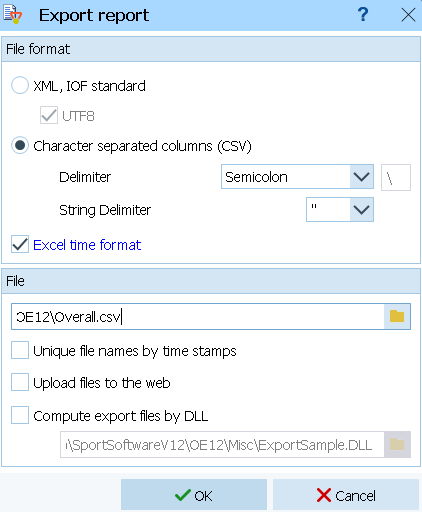 Export report ?
File format
XML, IOF standard
UTF8
Character separated columns (CSV)
Delimiter Semicolon \
String Delimiter "
Excel time format
File
OE12\Overall.csv
Unique file names by time stamps
Upload files to the web
Compute export files by DLL
\SportSoftwareV12\OE12\Misc\ExportSample.DLL
OK Cancel